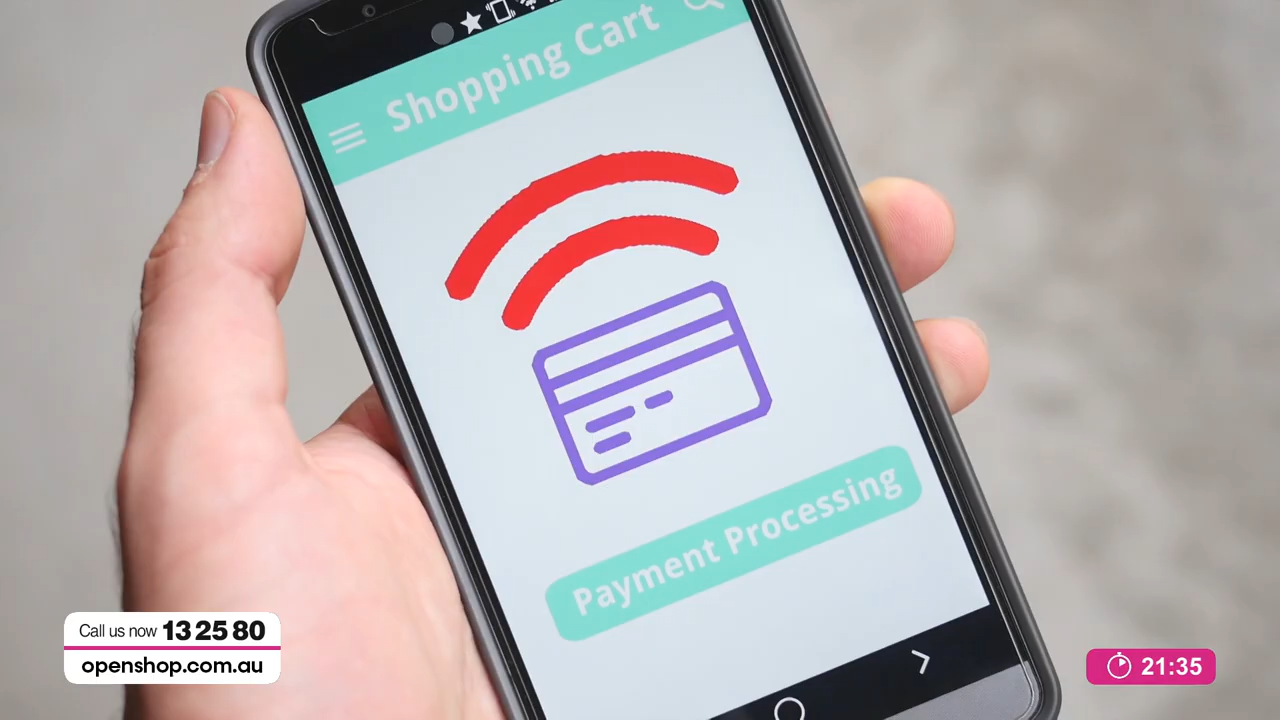 Shopping Cart
Payment Processing
Call us now 13 25 80
openshop.com.au
21:35